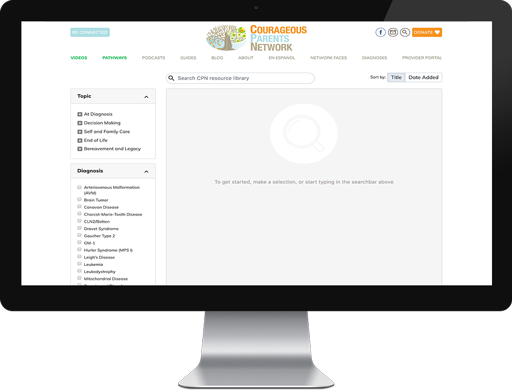 BE CONNECTED
COURAGEOUS
PARENTS
NETWORK
DONATE
VIDEOS PATHWAYS PODCASTS GUIDES BLOG ABOUT EN ESPANOL NETWORK FACES DIAGNOSES PROVIDER PORTAL
Search CPN resource library
Sort by: Title Date Added
Topic
At Diagnosis
Decision Making
Self and Family Care
End of Life
Bereavement and Legacy
To get started, make a selection, or start typing in the searchbar above
Diagnosis
Arteriovenous Malformation
(AVM)
Brain Tumor
Canavan Disease
Charcot-Marie-Tooth Disease
CLN2/Batten
Dravet Syndrome
Gaucher Type 2
GM-1
Hurler Syndrome (MPS I)
Leigh's Disease
Leukemia
Leukodystrophy
Mitochondrial Disease